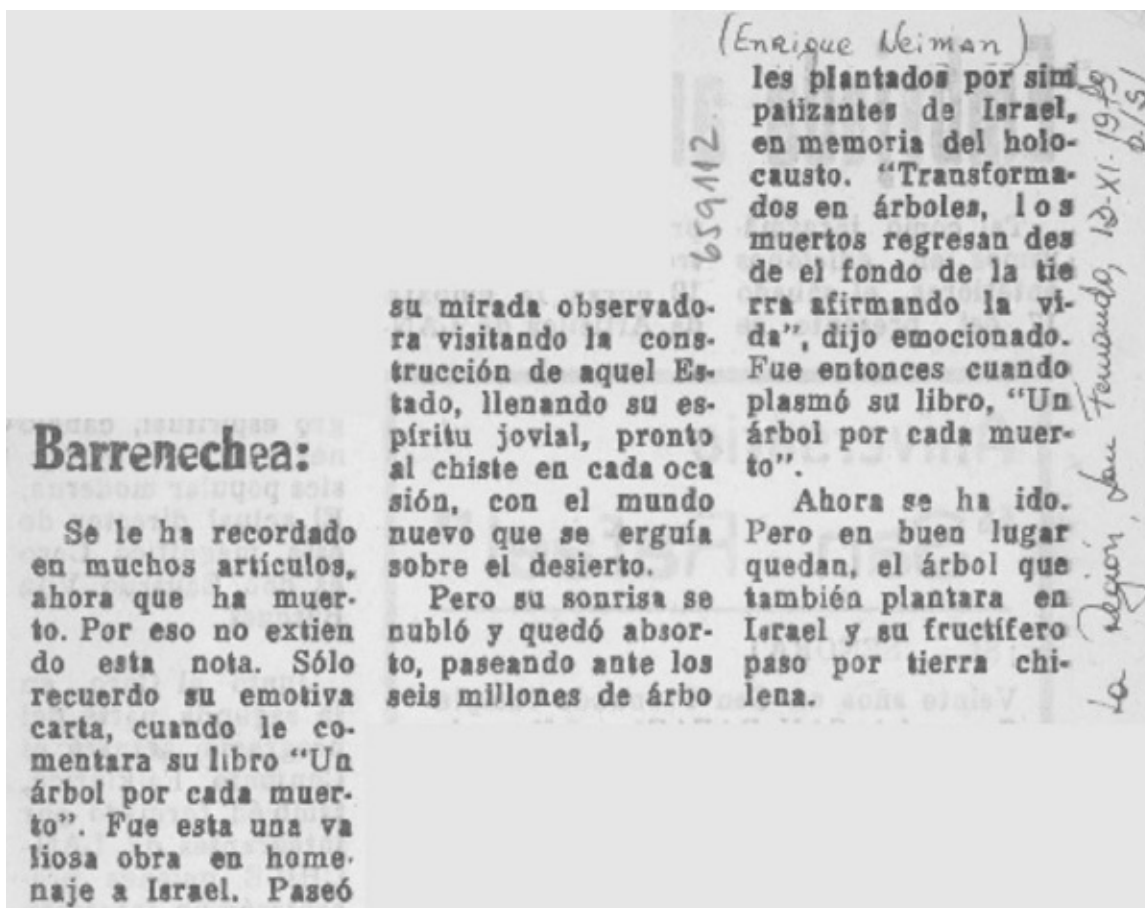 Barrenechea:
Se le ha recordado
en muchos artículos,
ahora que ha muer-
to. Por eso no extien
do esta nota. Sólo
recuerdo su emotiva
carta, cuando le co-
mentara su libro “Un
árbol por cada muer-
to”. Fue esta una va
liosa obra en home-
naje a Israel. Paseó
su mirada observado-
ra visitando la cons-
trucción de aquel Es-
tado, llenando su es-
píritu jovial, pronto
al chiste en cada oca
sión, con el mundo
nuevo que se erguía
sobre el desierto.
Pero su sonrisa se
nubló y quedó absor-
to, paseando ante los
seis millones de árbo
(Enrique Neiman)
les plantados por sim
patizantes de Israel,
en memoria del holo-
causto. “Transforma-
dos en árboles, los
muertos regresan des
de el fondo de la tie
rra afirmando la vi-
da”, dijo emocionado.
Fue entonces cuando
plasmó su libro, “Un
árbol por cada muer-
to”.
Ahora se ha ido.
Pero en buen lugar
quedan, el árbol que
también plantara en
Israel y su fructífero
paso por tierra chi-
lena.
659112
La Región, San Fernando, XI-1979